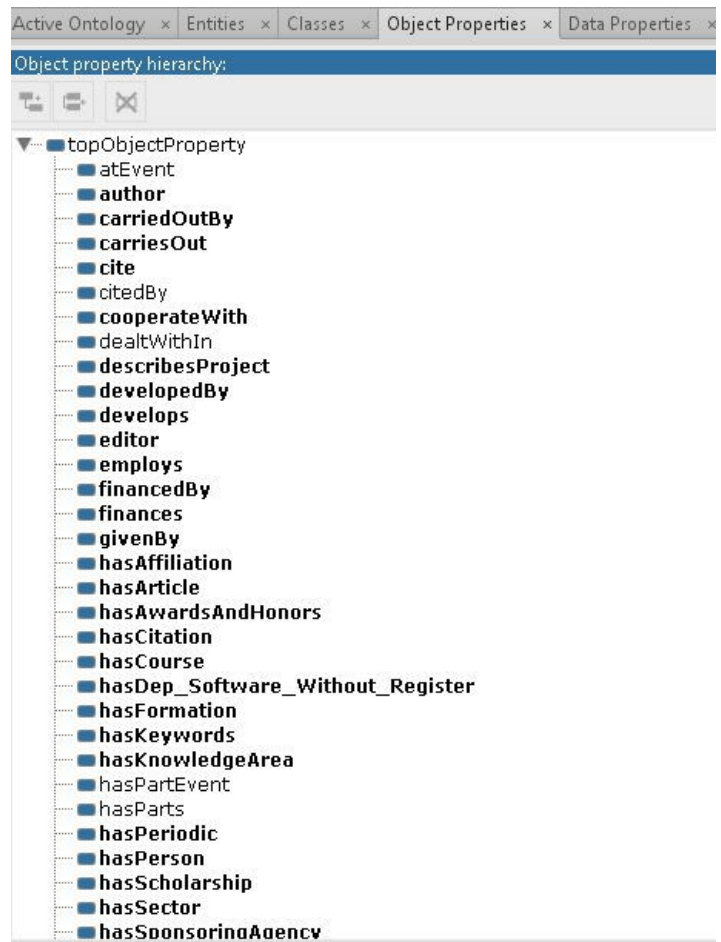 Active Ontology × Entities × Classes × Object Properties × Data Properties ×
Object property hierarchy:
topObjectProperty
atEvent
author
carriedOutBy
carriesOut
cite
citedBy
cooperateWith
dealtWithIn
describesProject
developedBy
develops
editor
employs
financedBy
finances
givenBy
hasAffiliation
hasArticle
hasAwardsAndHonors
hasCitation
hasCourse
hasDep_Software_Without_Register
hasFormation
hasKeywords
hasKnowledgeArea
hasPartEvent
hasParts
hasPeriodic
hasPerson
hasScholarship
hasSector
hasSponsoringAgency